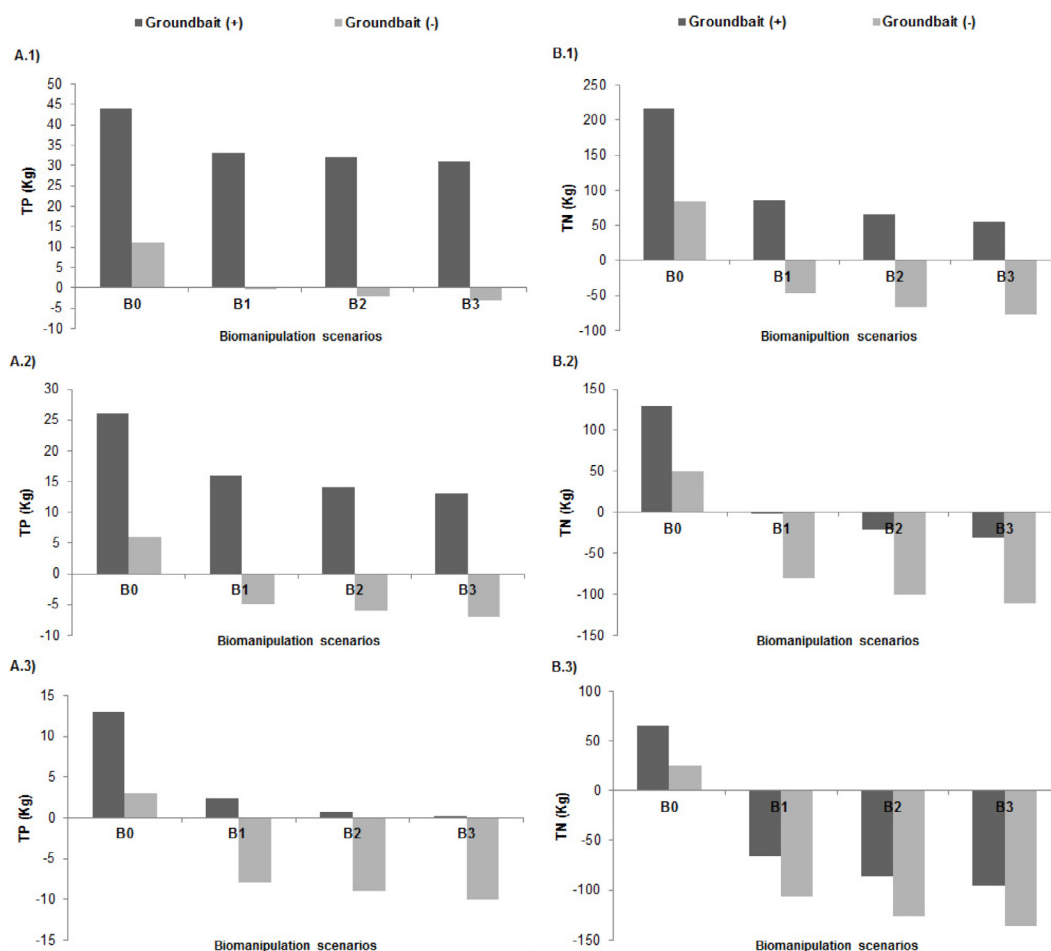 Groundbait (+) Groundbait (-)
A.1)
50
45
40
35
30
25
20
15
10
5
0
-5
-10
TP (Kg)
B0 B1 B2 B3
Biomanipulation scenarios
Groundbait (+) Groundbait (-)
B.1)
250
200
150
100
50
0
-50
-100
TN (Kg)
B0 B1 B2 B3
Biomanipultion scenarios
A.2)
30
25
20
15
10
5
0
-5
-10
TP (Kg)
B0 B1 B2 B3
Biomanipulation scenarios
B.2)
150
100
50
0
-50
-100
-150
TN (Kg)
B0 B1 B2 B3
Biomanipulation scenarios
A.3)
15
10
5
0
-5
-10
-15
TP (Kg)
B0 B1 B2 B3
Biomanipulation scenarios
B.3)
100
50
0
-50
-100
-150
TN (Kg)
B0 B1 B2 B3
Biomanipulation scenarios